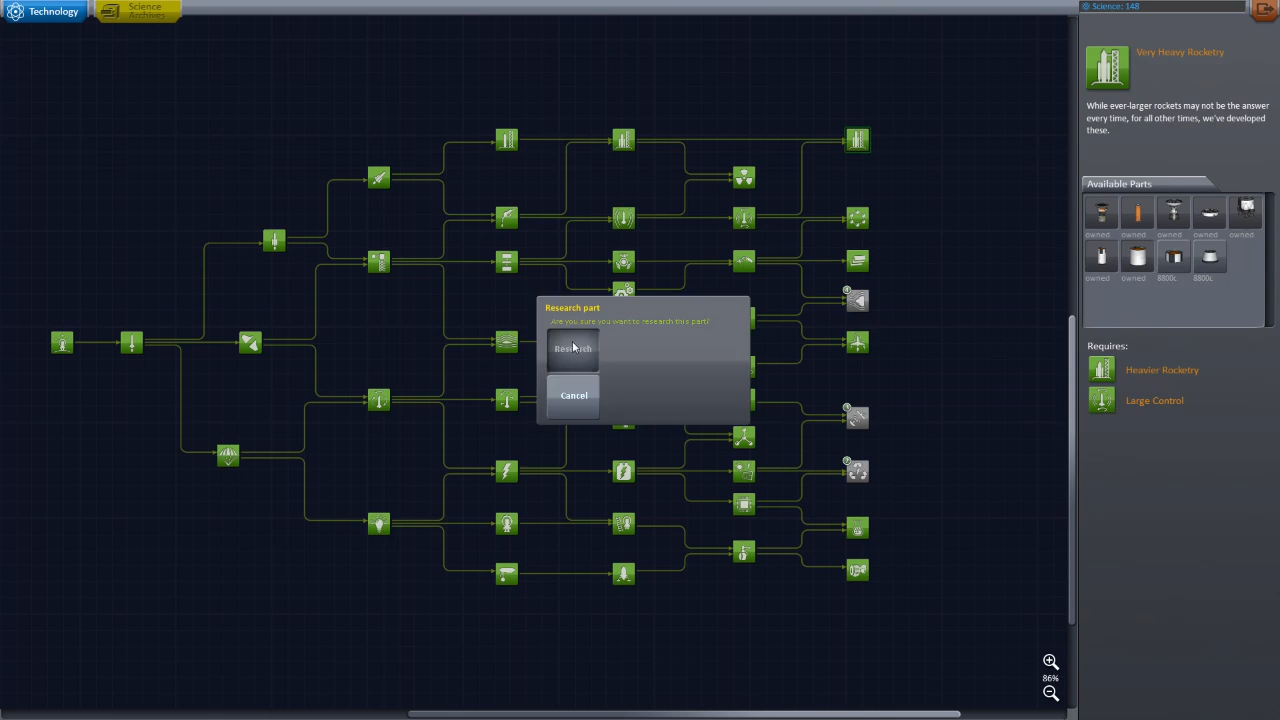 Technology
Science
Archives
Science: 148
Very Heavy Rocketry
While ever-larger rockets may not be the answer
every time, for all other times, we've developed
these.
Available Parts
owned owned owned owned owned
owned owned 8800c 8800c
Requires:
Heavier Rocketry
Large Control
Research part
Are you sure you want to research this part?
Research
Cancel
86%